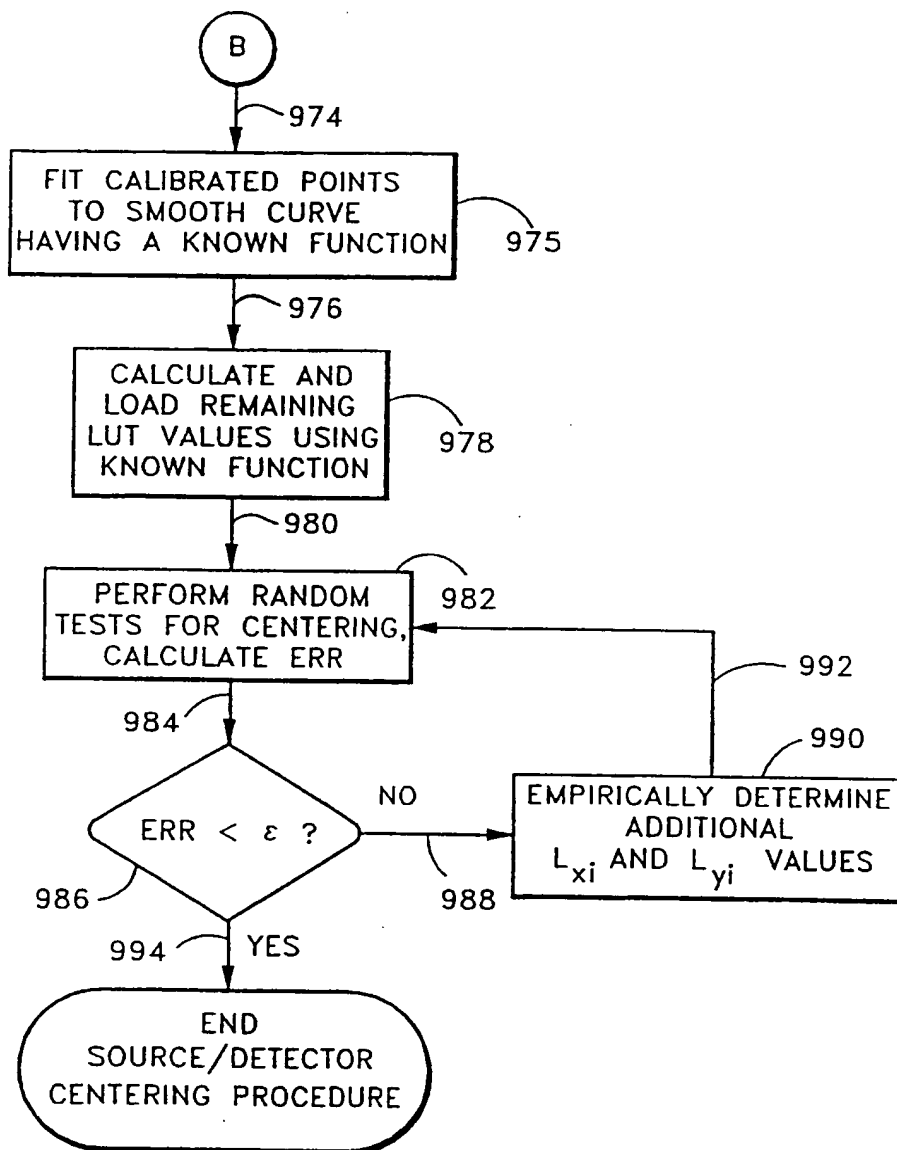 B
974
FIT CALIBRATED POINTS
TO SMOOTH CURVE
HAVING A KNOWN FUNCTION
975
976
CALCULATE AND
LOAD REMAINING
LUT VALUES USING
KNOWN FUNCTION
978
980
982
PERFORM RANDOM
TESTS FOR CENTERING,
CALCULATE ERR
992
984
990
ERR < ε ?
NO
EMPIRICALLY DETERMINE
ADDITIONAL
L_xi AND L_yi VALUES
986
988
994
YES
END
SOURCE/DETECTOR
CENTERING PROCEDURE